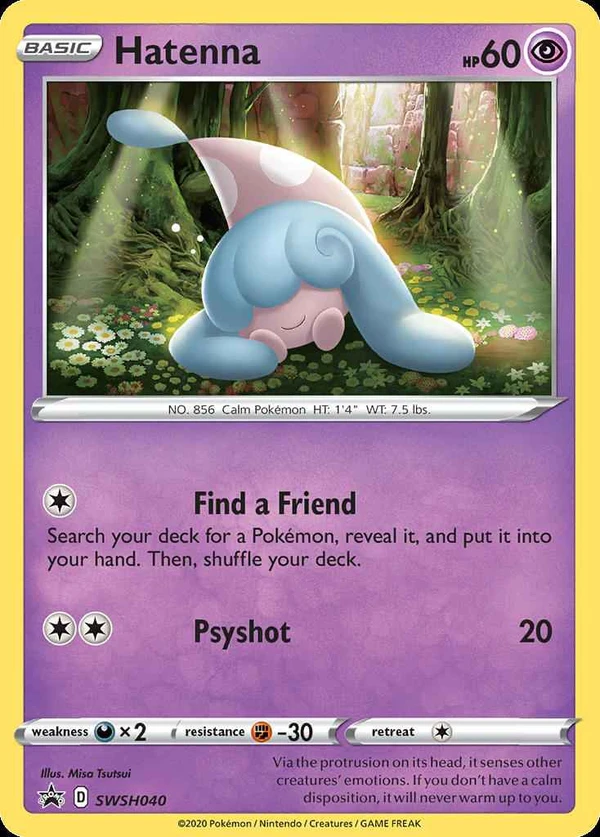 BASIC Hatenna HP60
NO. 856 Calm Pokémon HT: 1'4" WT: 7.5 lbs.
Find a Friend
Search your deck for a Pokémon, reveal it, and put it into
your hand. Then, shuffle your deck.
Psyshot 20
weakness ×2 resistance -30 retreat
Illus. Misa Tsutsui
D SWSH040
Via the protrusion on its head, it senses other
creatures' emotions. If you don't have a calm
disposition, it will never warm up to you.
©2020 Pokémon / Nintendo / Creatures / GAME FREAK